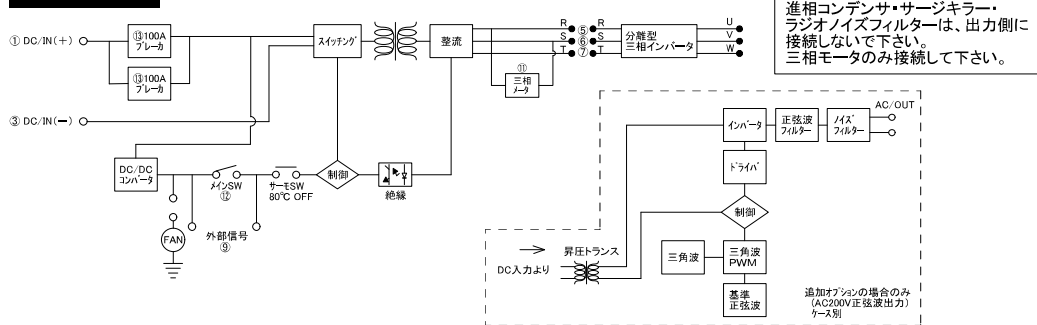 進相コンデンサ・サージキラー・
ラジオノイズフィルターは、出力側に
接続しないで下さい。
三相モータのみ接続して下さい。
① DC/IN(+)
⑬100A
ブレーカ
⑬100A
ブレーカ
③ DC/IN(-)
スイッチング
整流
R
S
T
⑤
⑥
⑦
R
S
T
分離型
三相インバータ
U
V
W
⑪
三相
メータ
DC/DC
コンバータ
メインSW
⑫
サーモSW
80℃ OFF
制御
絶縁
FAN
外部信号
⑨
AC/OUT
インバータ
正弦波
フィルター
ノイズ
フィルター
ドライバ
制御
昇圧トランス
DC入力より
三角波
三角波
PWM
基準
正弦波
追加オプションの場合のみ
(AC200V正弦波出力)
ケース別